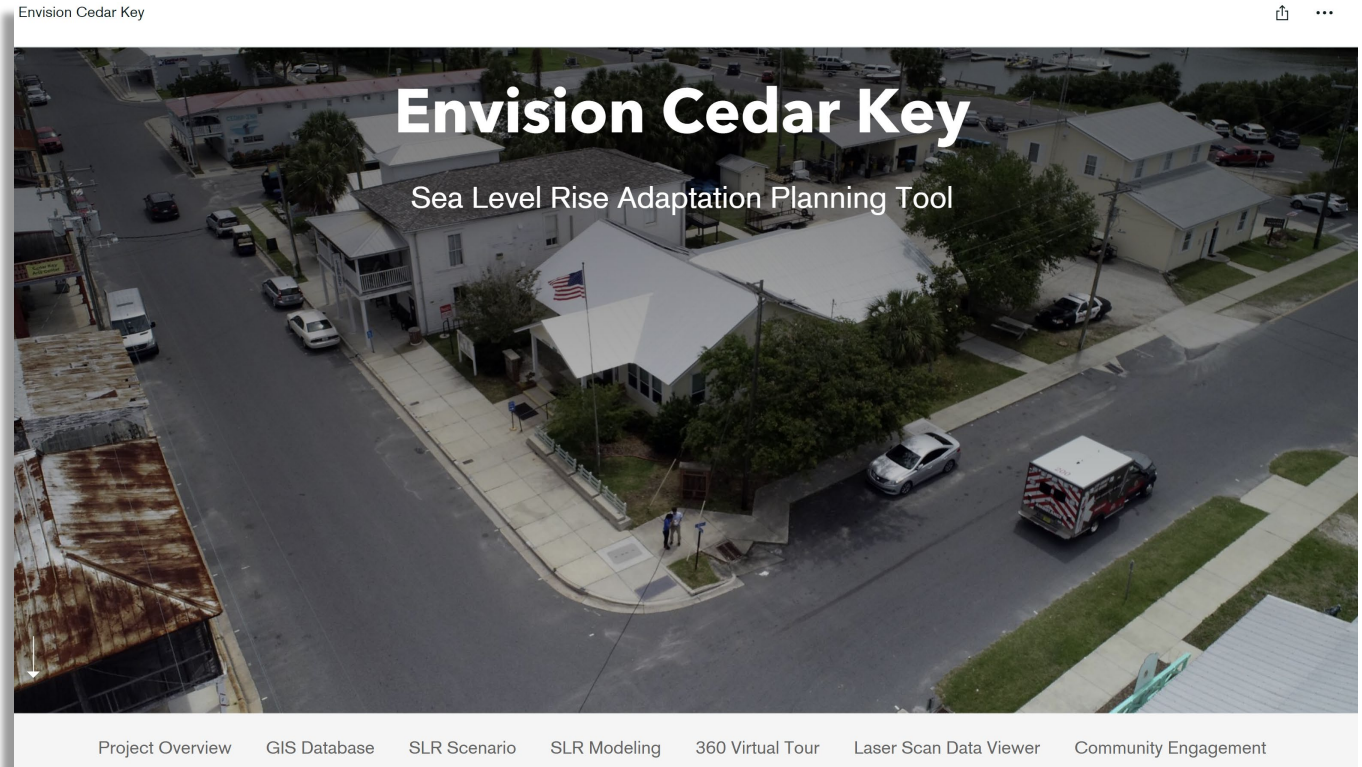 Envision Cedar Key
Envision Cedar Key
Sea Level Rise Adaptation Planning Tool
Project Overview GIS Database SLR Scenario SLR Modeling 360 Virtual Tour Laser Scan Data Viewer Community Engagement